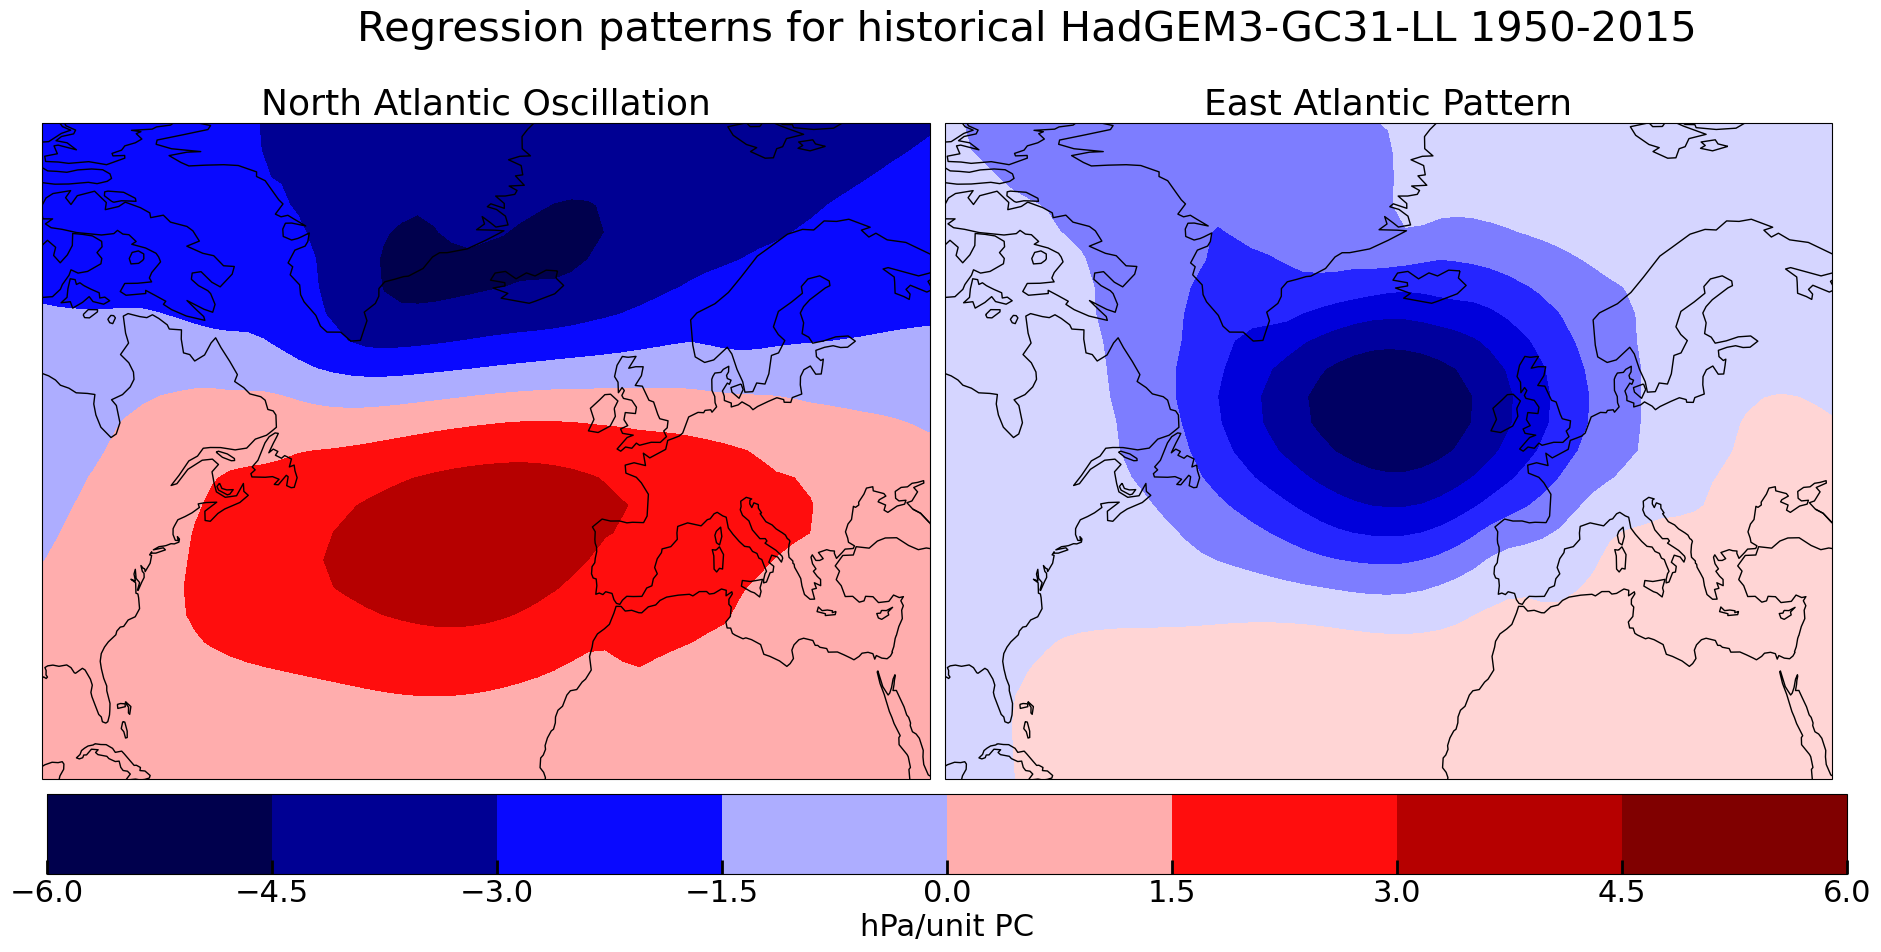 Regression patterns for historical HadGEM3-GC31-LL 1950-2015
North Atlantic Oscillation East Atlantic Pattern
−6.0 −4.5 −3.0 −1.5 0.0 1.5 3.0 4.5 6.0
hPa/unit PC